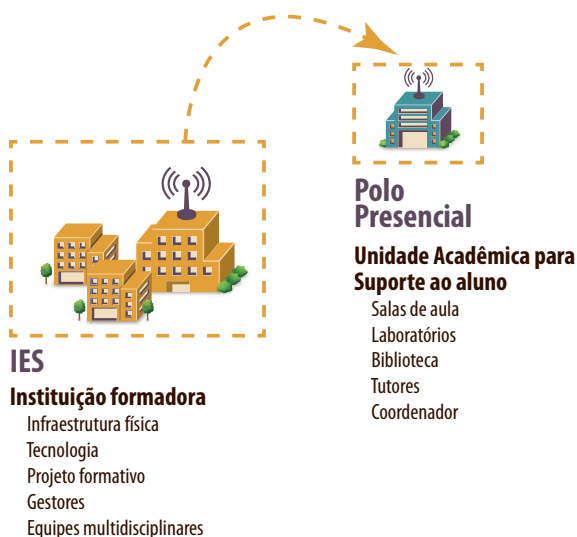 IES
Instituição formadora
Infraestrutura física
Tecnologia
Projeto formativo
Gestores
Equipes multidisciplinares
Polo
Presencial
Unidade Acadêmica para
Suporte ao aluno
Salas de aula
Laboratórios
Biblioteca
Tutores
Coordenador